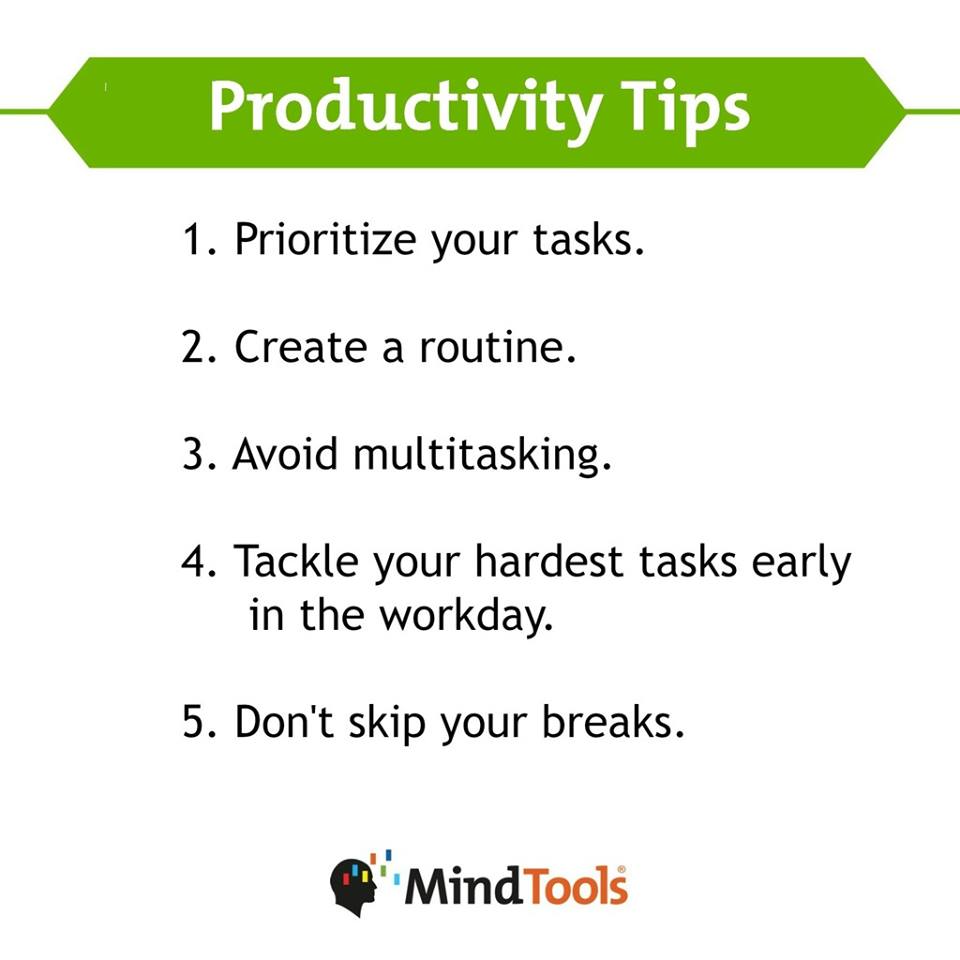 Productivity Tips
1. Prioritize your tasks.
2. Create a routine.
3. Avoid multitasking.
4. Tackle your hardest tasks early
in the workday.
5. Don't skip your breaks.
MindTools®